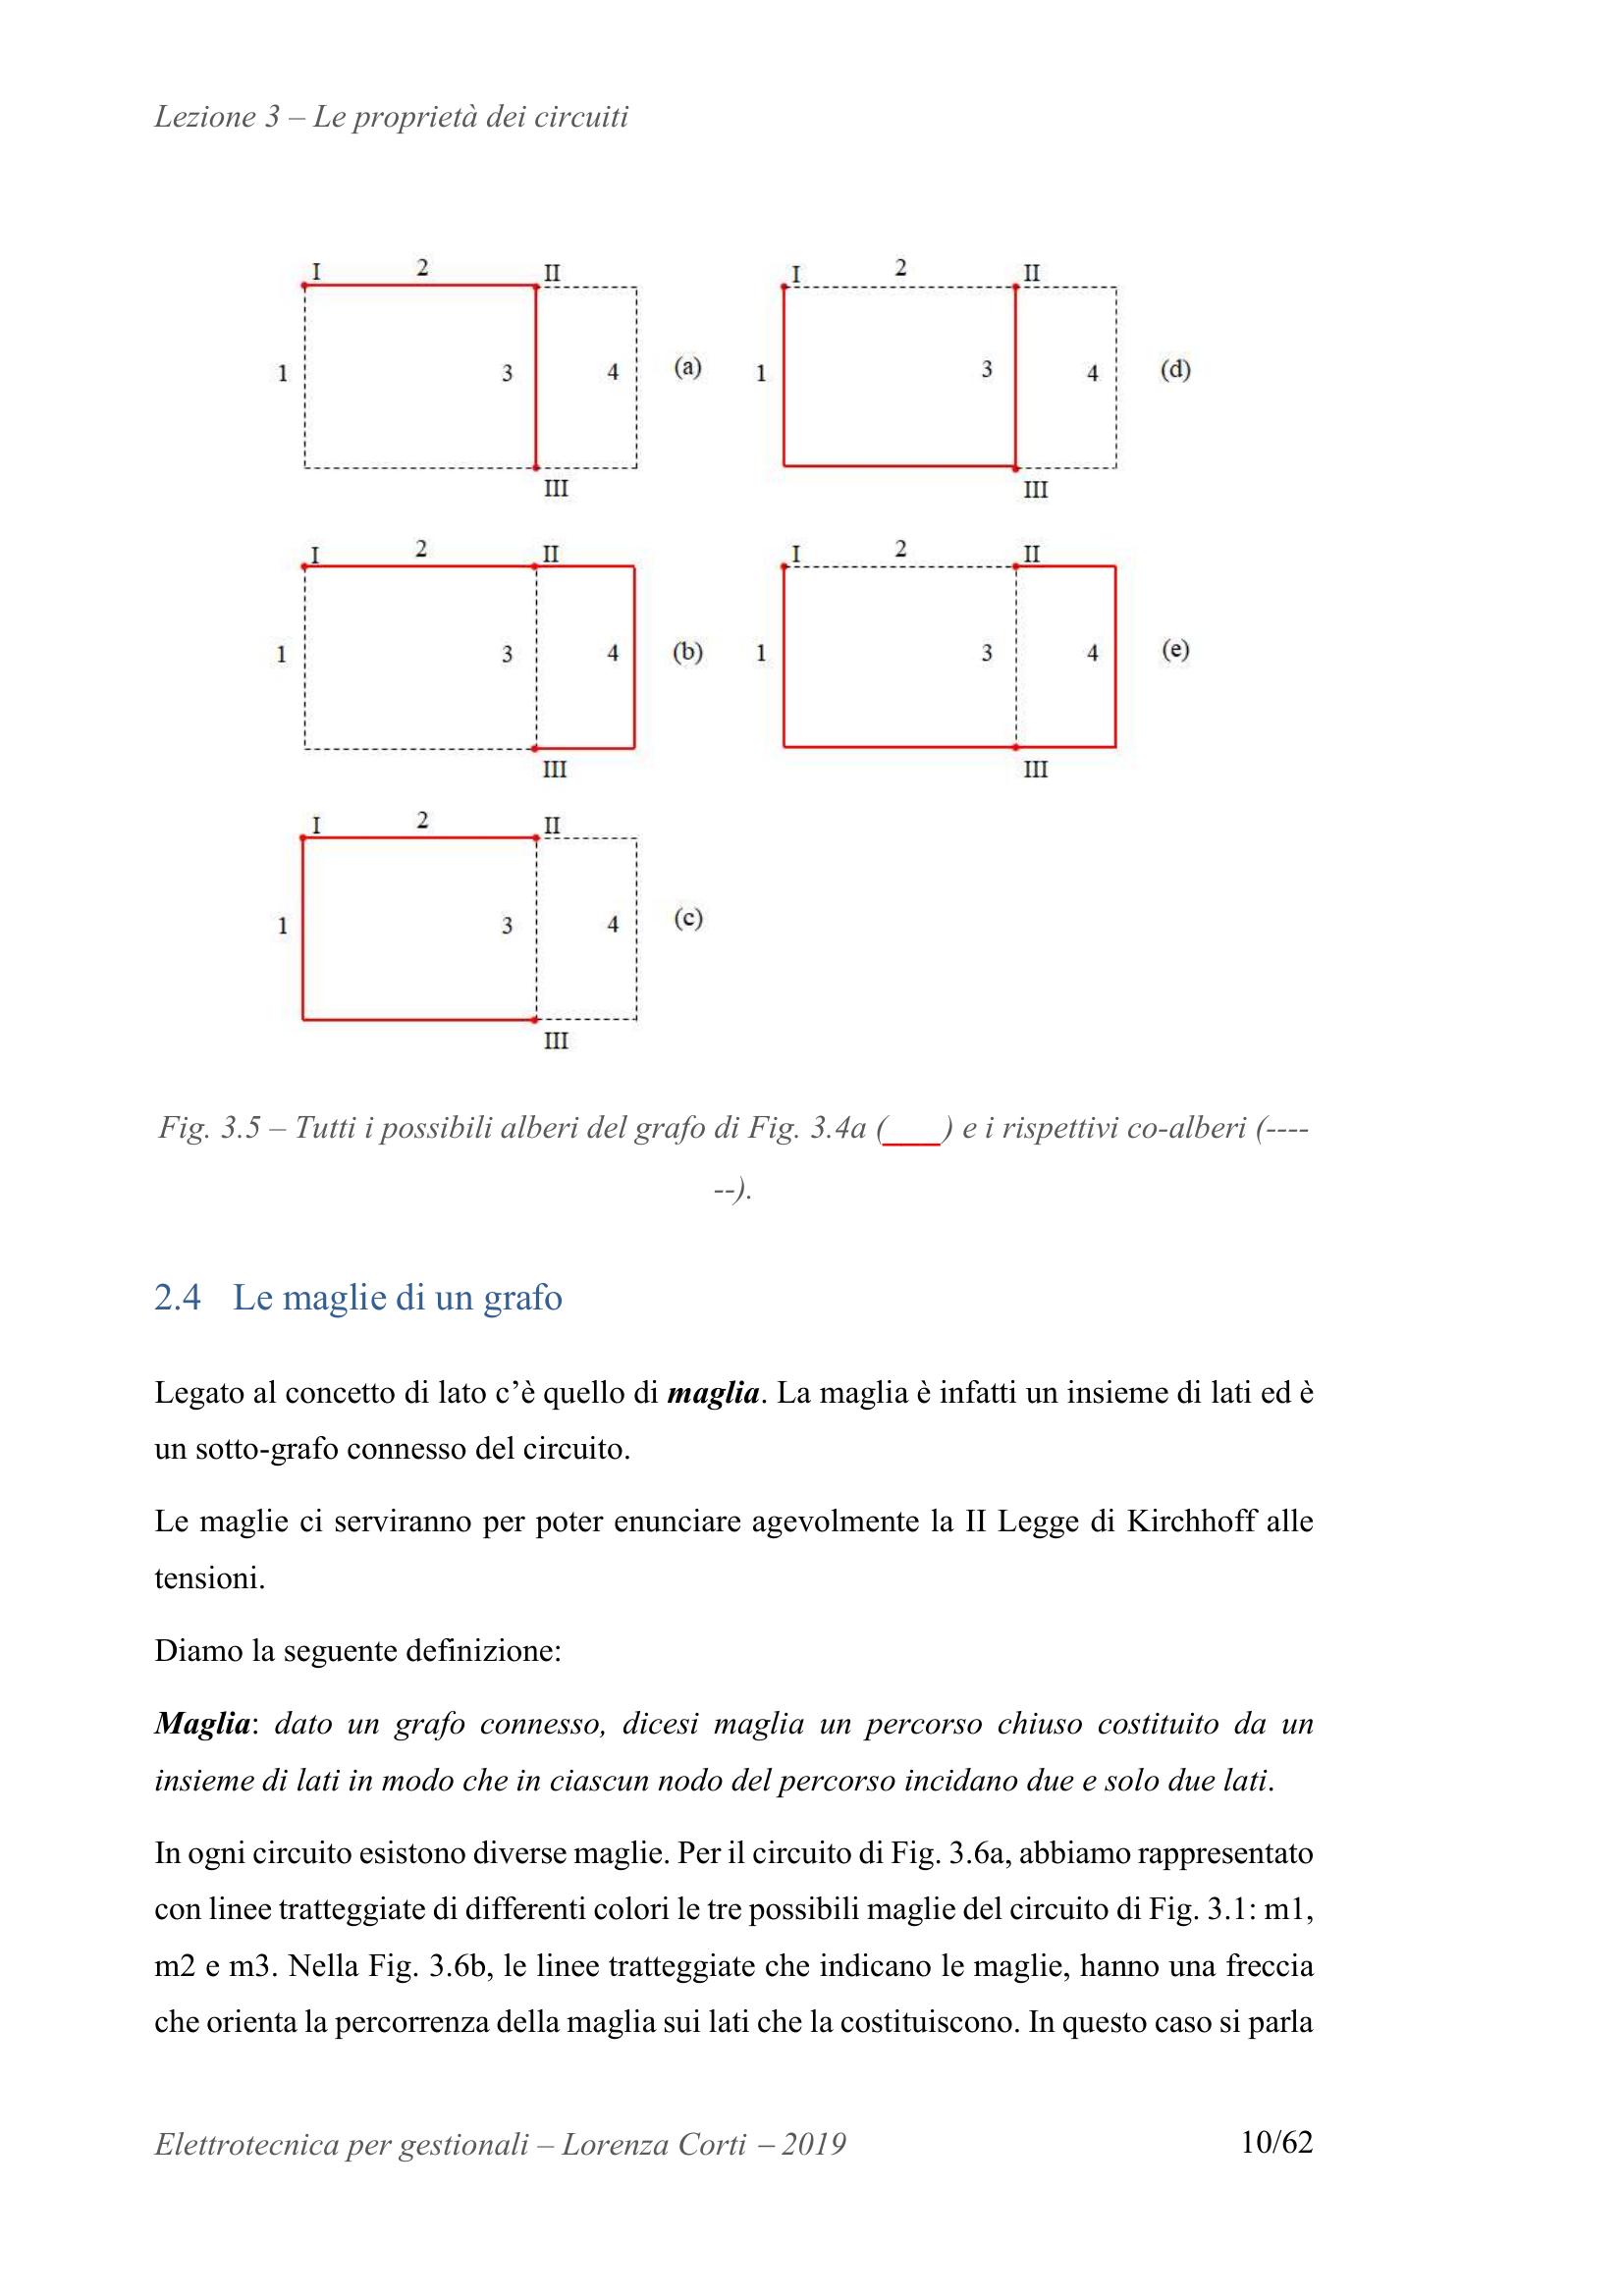 Lezione 3 – Le proprietà dei circuiti
I 2 II
1 3 4 (a)
III
I 2 II
1 3 4 (d)
III
I 2 II
1 3 4 (b)
III
I 2 II
1 3 4 (e)
III
I 2 II
1 3 4 (c)
III
Fig. 3.5 – Tutti i possibili alberi del grafo di Fig. 3.4a (___) e i rispettivi co-alberi (----
--).
2.4 Le maglie di un grafo
Legato al concetto di lato c’è quello di maglia. La maglia è infatti un insieme di lati ed è
un sotto-grafo connesso del circuito.
Le maglie ci serviranno per poter enunciare agevolmente la II Legge di Kirchhoff alle
tensioni.
Diamo la seguente definizione:
Maglia: dato un grafo connesso, dicesi maglia un percorso chiuso costituito da un
insieme di lati in modo che in ciascun nodo del percorso incidano due e solo due lati.
In ogni circuito esistono diverse maglie. Per il circuito di Fig. 3.6a, abbiamo rappresentato
con linee tratteggiate di differenti colori le tre possibili maglie del circuito di Fig. 3.1: m1,
m2 e m3. Nella Fig. 3.6b, le linee tratteggiate che indicano le maglie, hanno una freccia
che orienta la percorrenza della maglia sui lati che la costituiscono. In questo caso si parla
Elettrotecnica per gestionali – Lorenza Corti – 2019
10/62